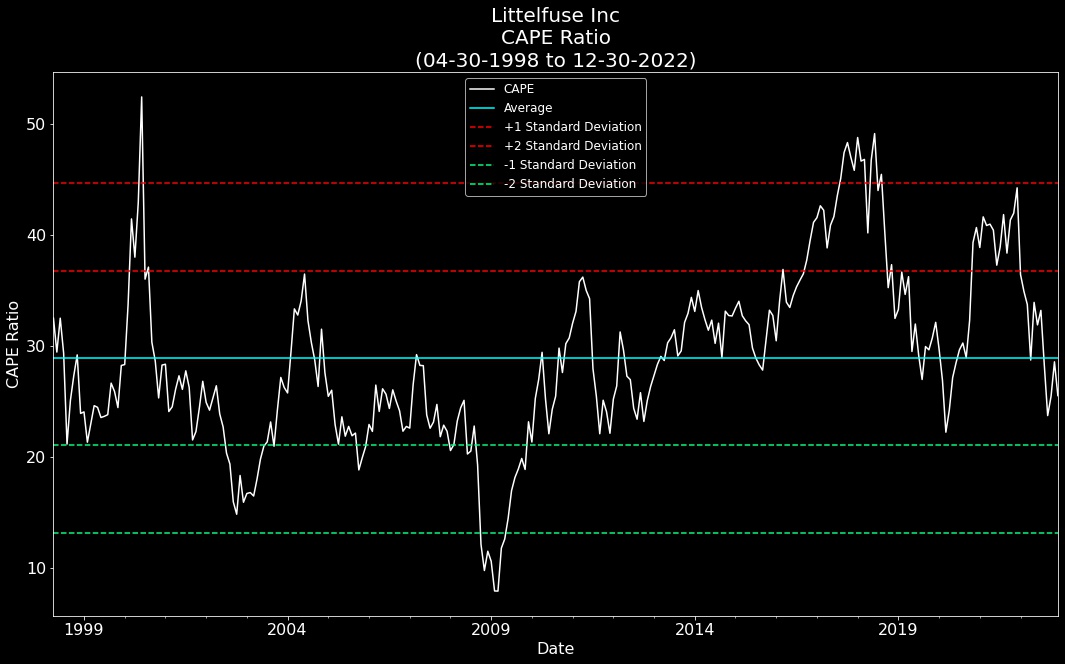 Littelfuse Inc
CAPE Ratio
(04-30-1998 to 12-30-2022)
CAPE
Average
+1 Standard Deviation
+2 Standard Deviation
-1 Standard Deviation
-2 Standard Deviation
50
40
30
20
10
CAPE Ratio
1999 2004 2009 2014 2019
Date